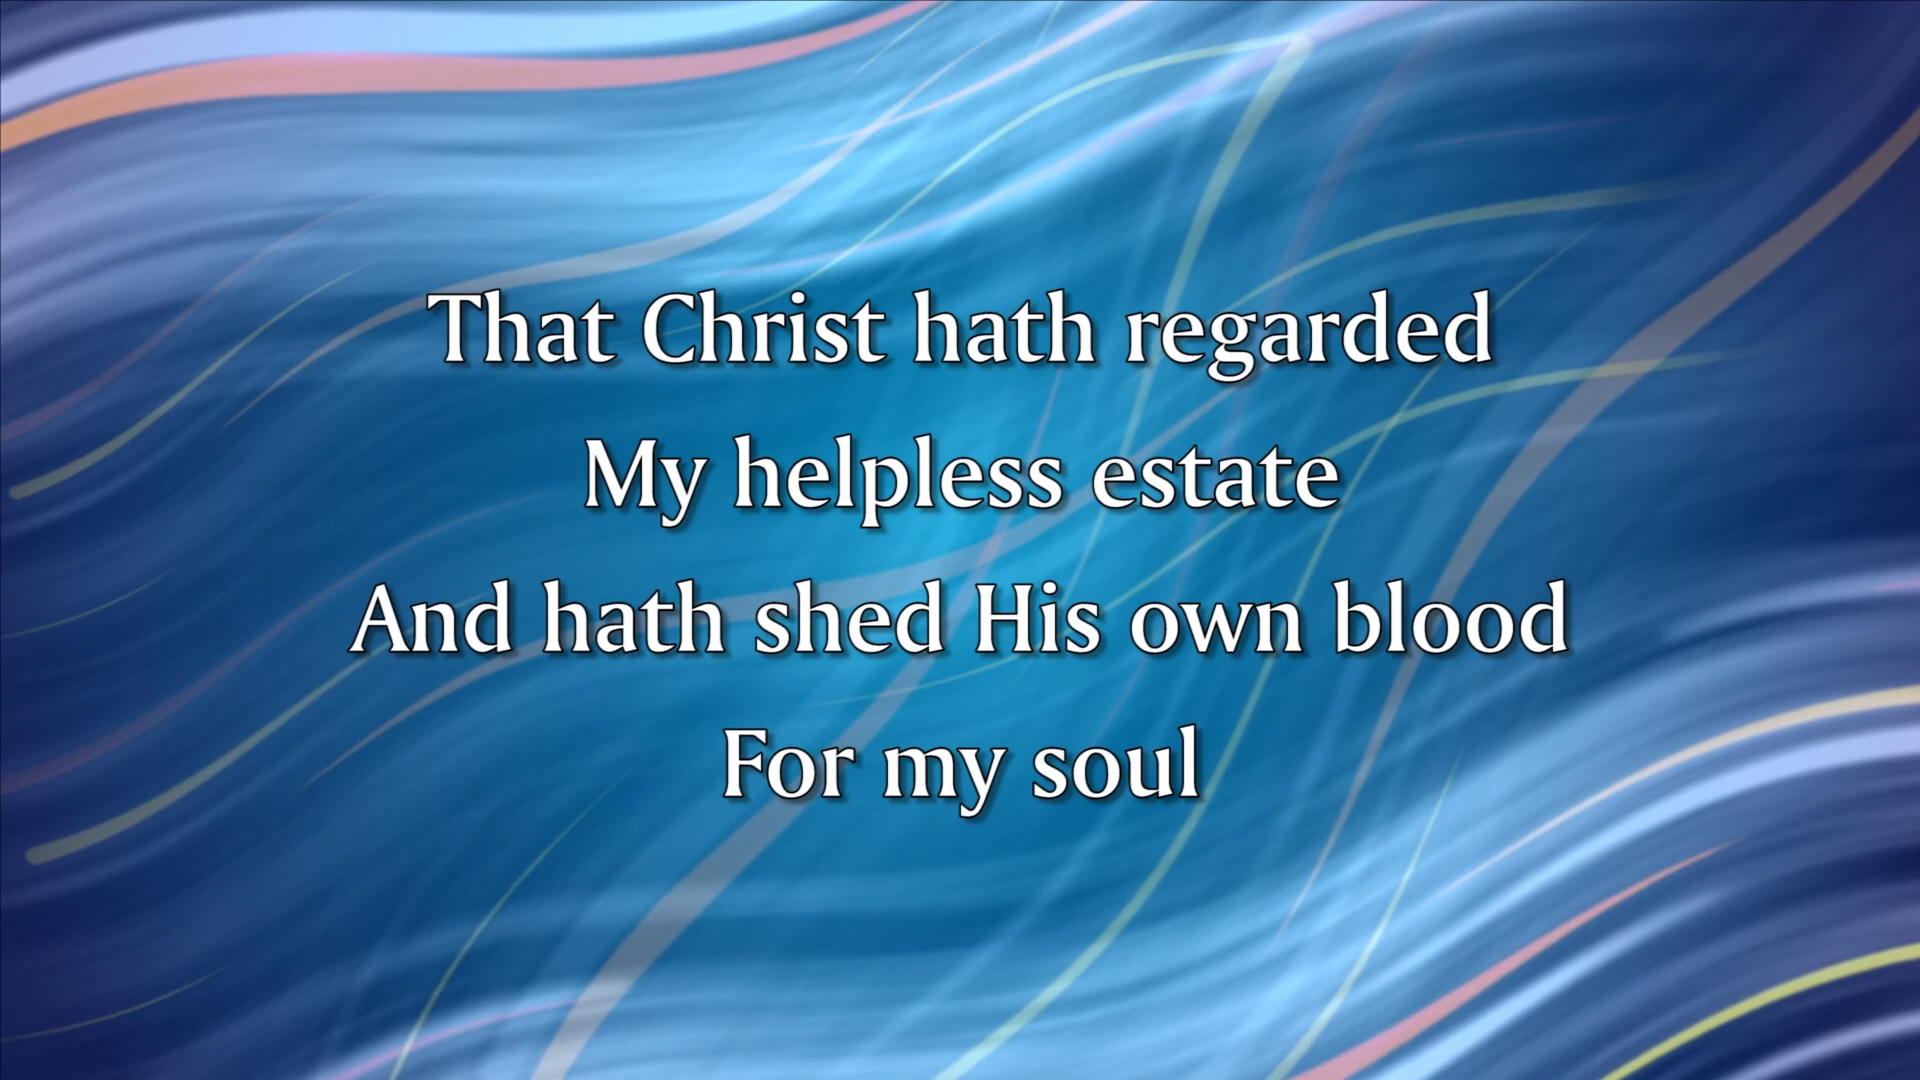 That Christ hath regarded
My helpless estate
And hath shed His own blood
For my soul